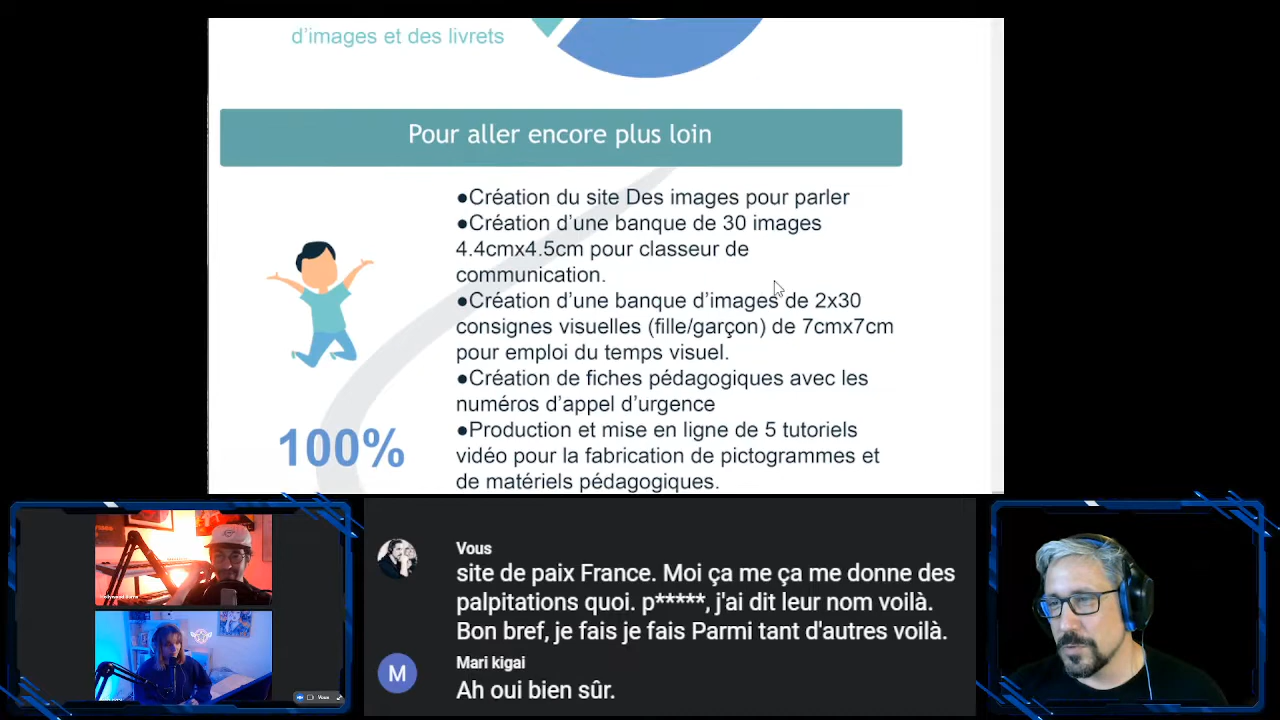 d'images et des livrets
Pour aller encore plus loin
●Création du site Des images pour parler
●Création d'une banque de 30 images
4.4cmx4.5cm pour classeur de
communication.
●Création d'une banque d'images de 2x30
consignes visuelles (fille/garçon) de 7cmx7cm
pour emploi du temps visuel.
●Création de fiches pédagogiques avec les
numéros d'appel d'urgence
●Production et mise en ligne de 5 tutoriels
vidéo pour la fabrication de pictogrammes et
de matériels pédagogiques.
100%
Vous
site de paix France. Moi ça me ça me donne des
palpitations quoi. p*****, j'ai dit leur nom voilà.
Bon bref, je fais je fais Parmi tant d'autres voilà.
M
Mari kigai
Ah oui bien sûr.
Vous